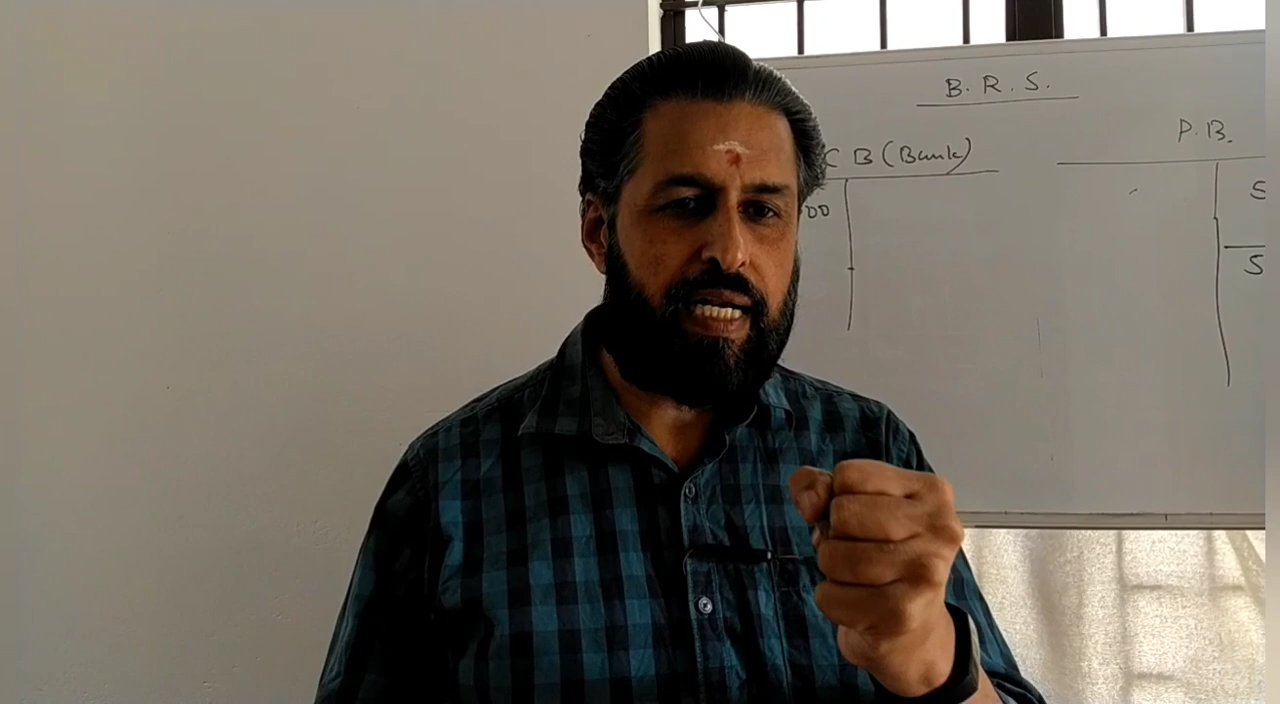 B. R. S.
C B (Bank)
P. B.
00
S
S